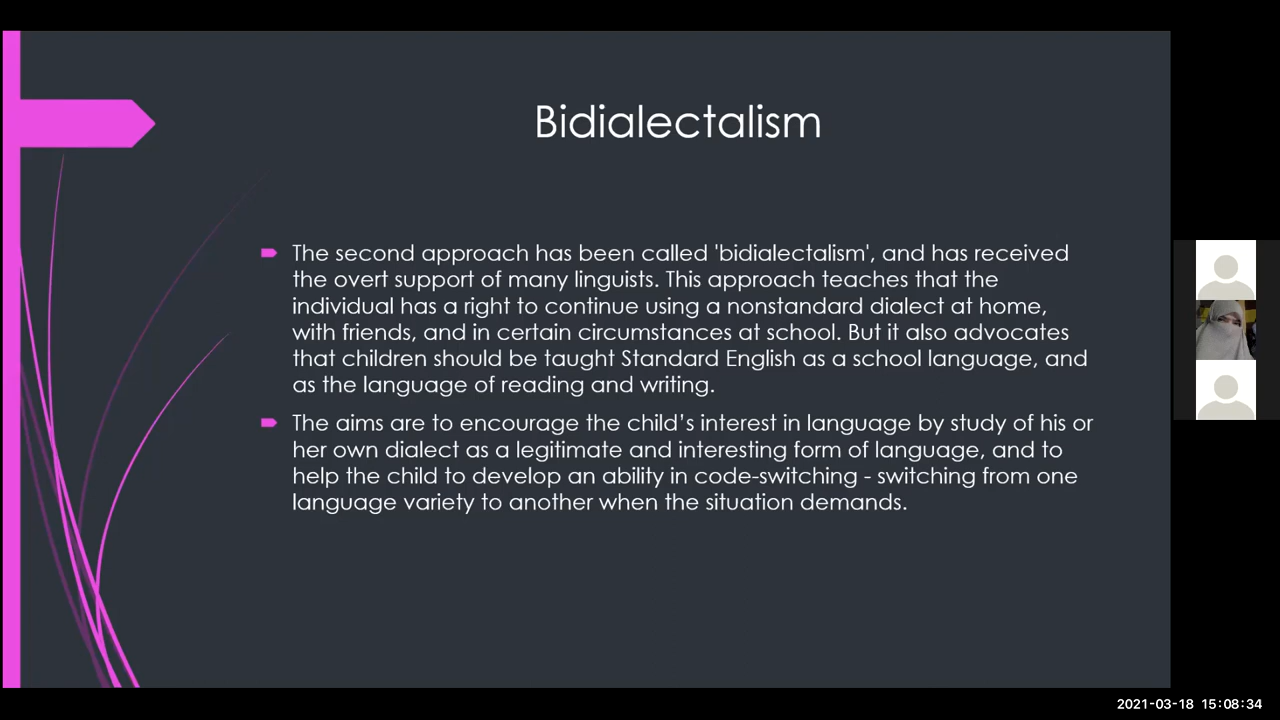 Bidialectalism
The second approach has been called 'bidialectalism', and has received
the overt support of many linguists. This approach teaches that the
individual has a right to continue using a nonstandard dialect at home,
with friends, and in certain circumstances at school. But it also advocates
that children should be taught Standard English as a school language, and
as the language of reading and writing.
The aims are to encourage the child’s interest in language by study of his or
her own dialect as a legitimate and interesting form of language, and to
help the child to develop an ability in code-switching - switching from one
language variety to another when the situation demands.
2021-03-18 15:08:34